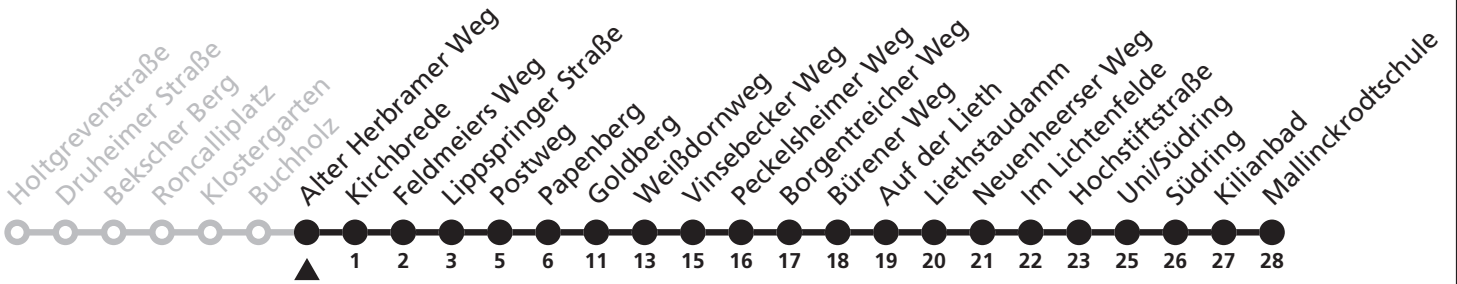 Holtgrevenstraße
Druheimer Straße
Bekscher Berg
Roncalliplatz
Klostergarten
Buchholz
Alter Herbramer Weg
Kirchbrede
Feldmeiers Weg
Lippspringer Straße
Postweg
Papenberg
Goldberg
Weißdornweg
Vinsebecker Weg
Peckelsheimer Weg
Borgentreicher Weg
Bürener Weg
Auf der Lieth
Liethstaudamm
Neuenheerser Weg
Im Lichtenfelde
Hochstiftstraße
Uni/Südring
Südring
Kilianbad
Mallinckrodtschule
1 2 3 5 6 11 13 15 16 17 18 19 20 21 22 23 25 26 27 28